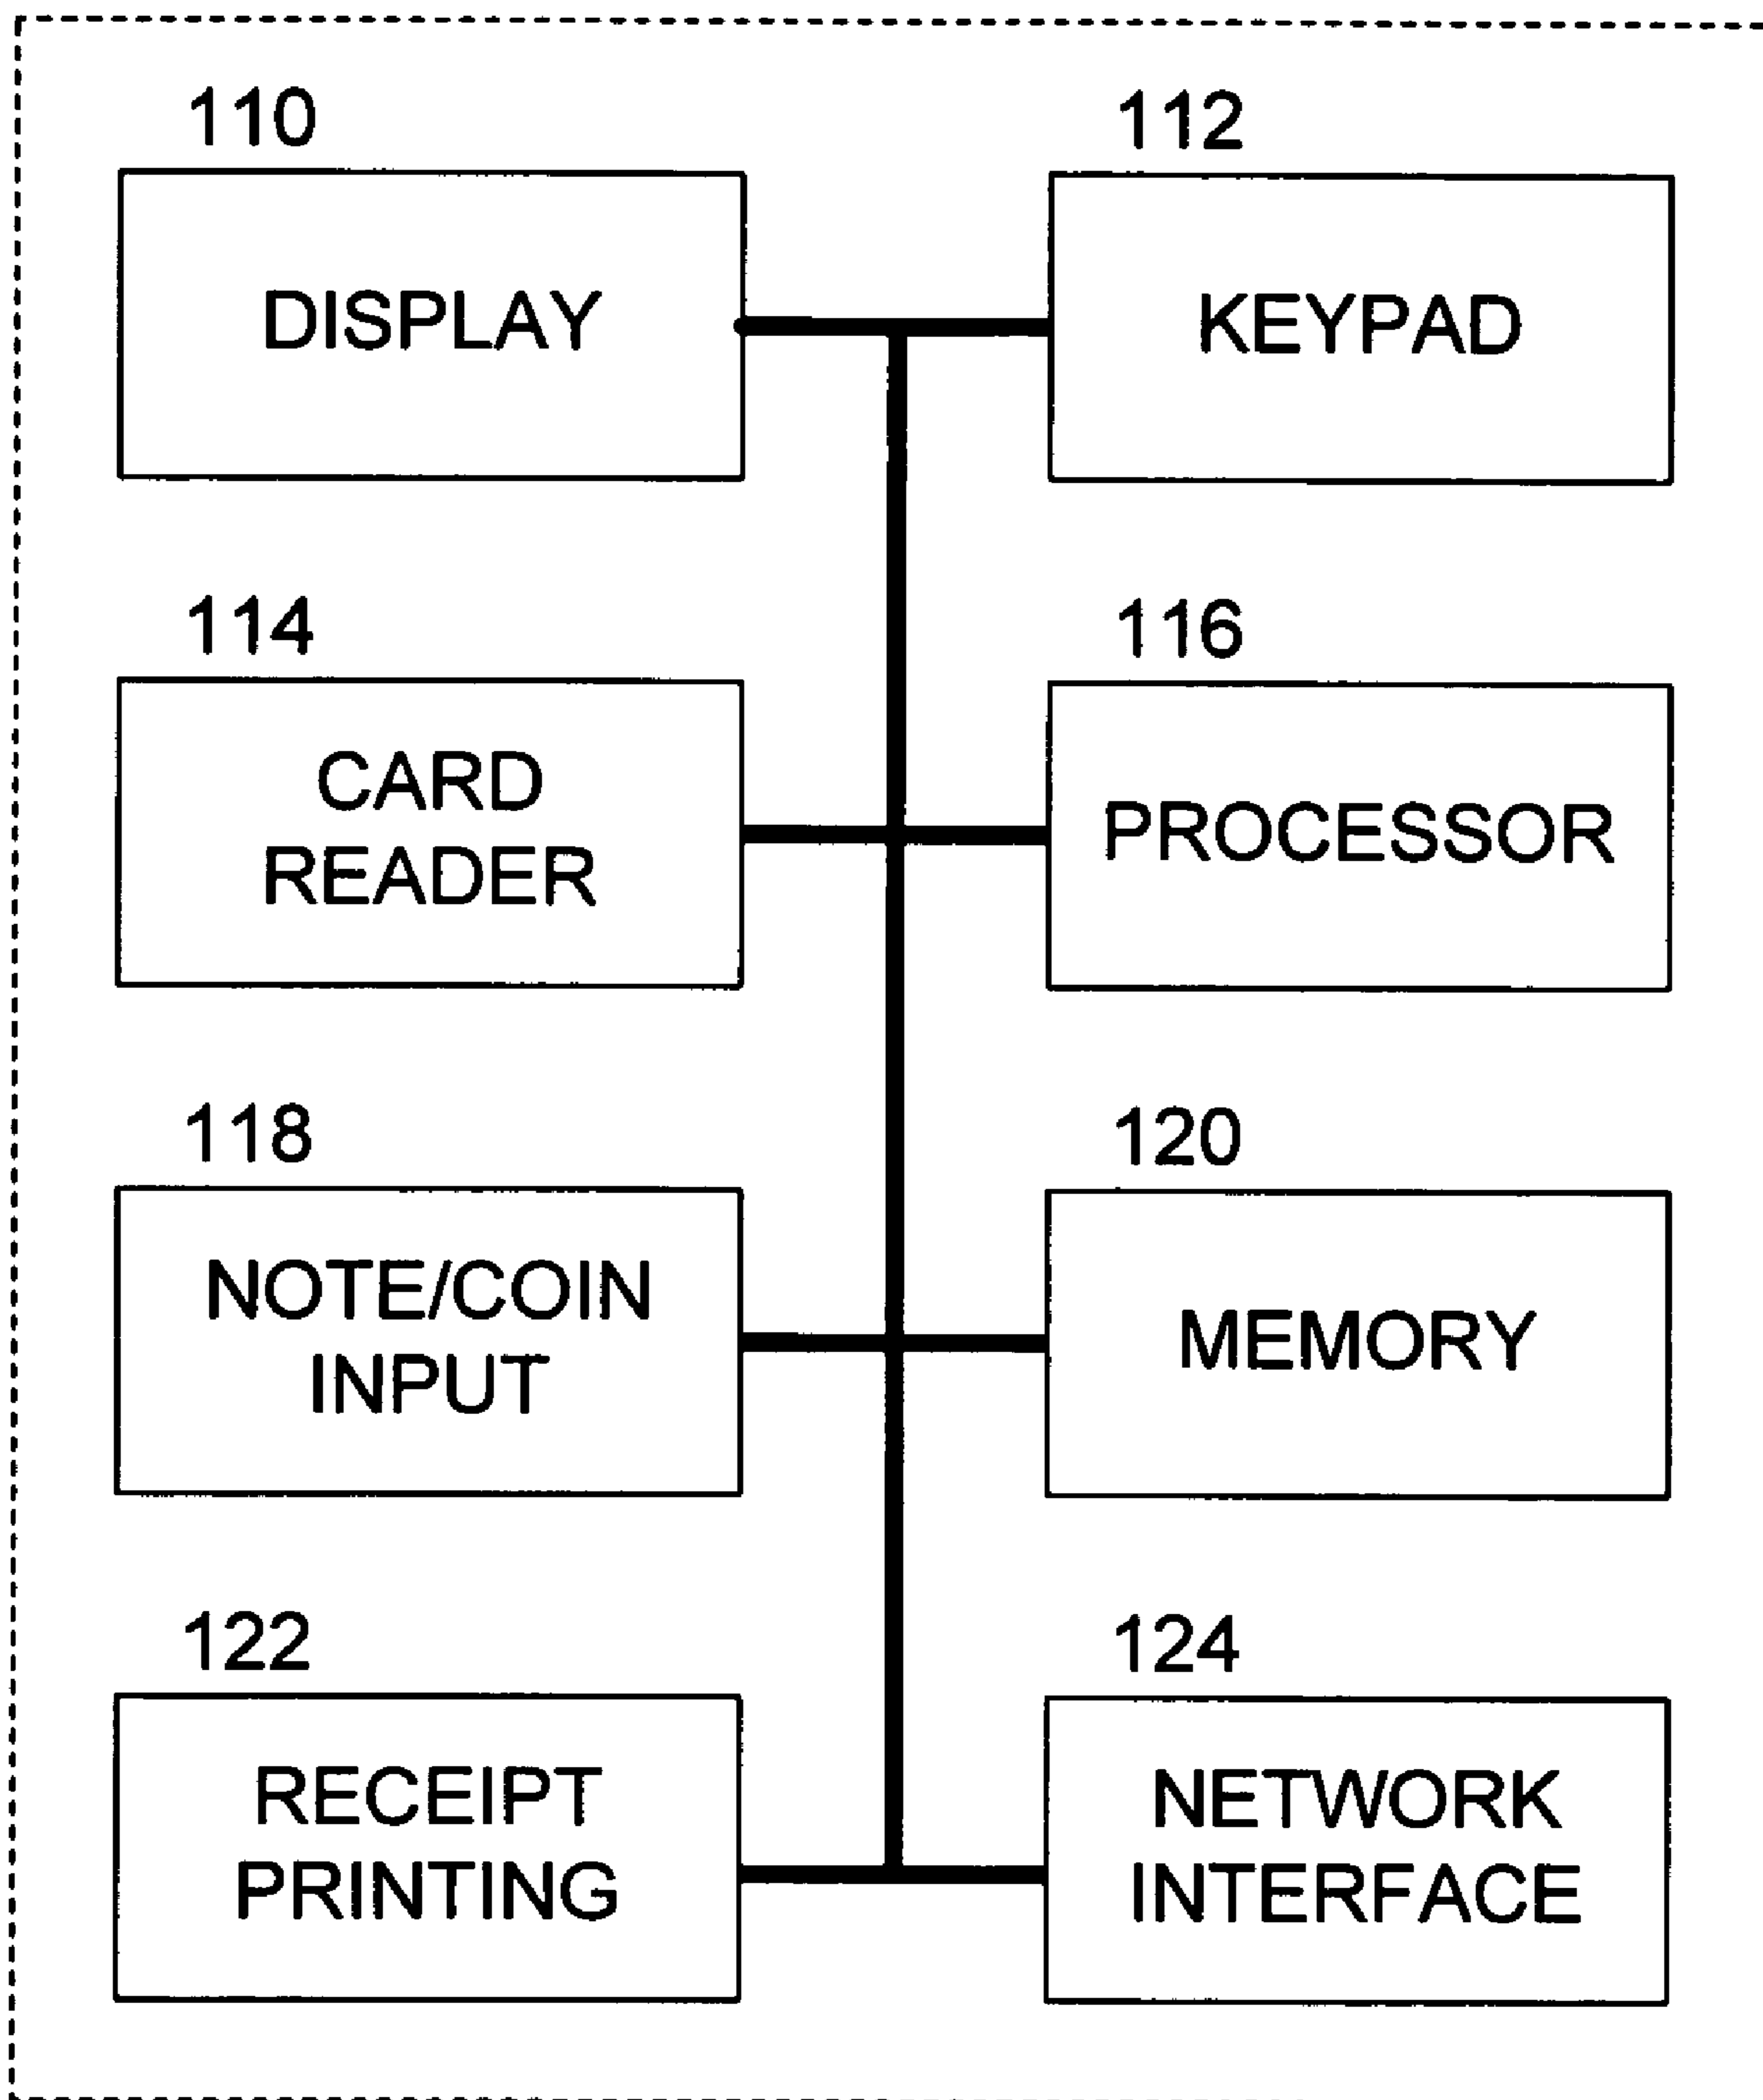 110
DISPLAY
112
KEYPAD
114
CARD
READER
116
PROCESSOR
118
NOTE/COIN
INPUT
120
MEMORY
122
RECEIPT
PRINTING
124
NETWORK
INTERFACE